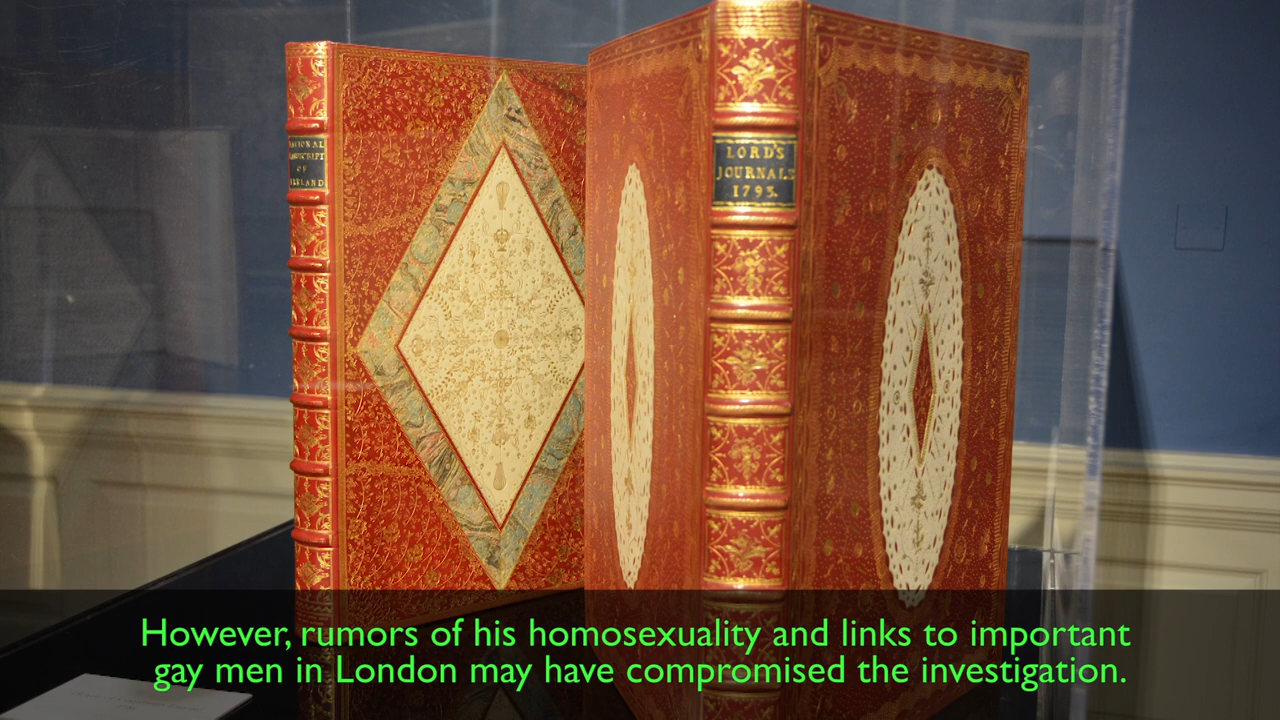 LORD'S
JOURNALS
1793.
OF
However, rumors of his homosexuality and links to important
gay men in London may have compromised the investigation.